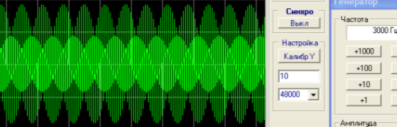 Генератор
Синхро
Выкл
Настройка
Калибр Y
10
48000
Частота
3000 Гц
+1000
+100
+10
+1
Амплитуда